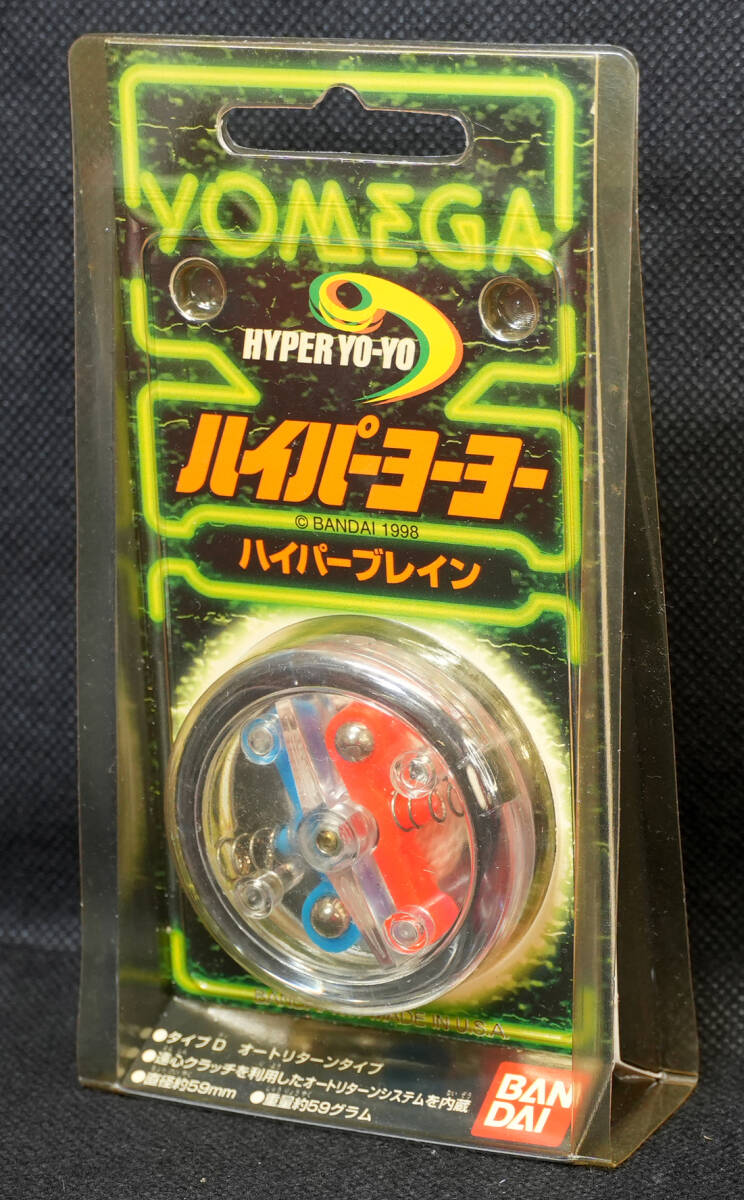 YOMEGA
HYPER YO-YO
ハイパーヨーヨー
© BANDAI 1998
ハイパーブレイン
MADE IN U.S.A.
●タイプD オートリターンタイプ
●遠心クラッチを利用したオートリターンシステムを内蔵
●直径約59mm ●重量約59グラム
BAN
DAI